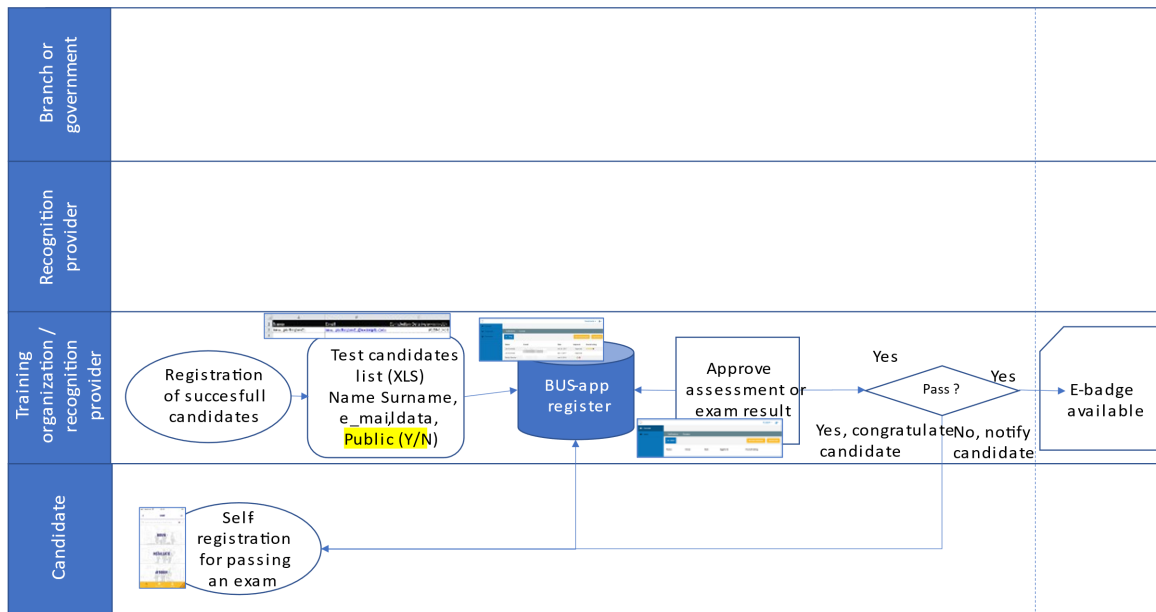 Branch or
government
Recognition
provider
Training
organization /
recognition
provider
Candidate
Registration
of succesfull
candidates
Name
Email
Test candidates
list (XLS)
Name Surname,
e_mail,data,
Public (Y/N)
BUS-app
register
Approve
assessment or
exam result
Yes
Pass ?
Yes
Yes, congratulate
candidate
No, notify
candidate
E-badge
available
Self
registration
for passing
an exam